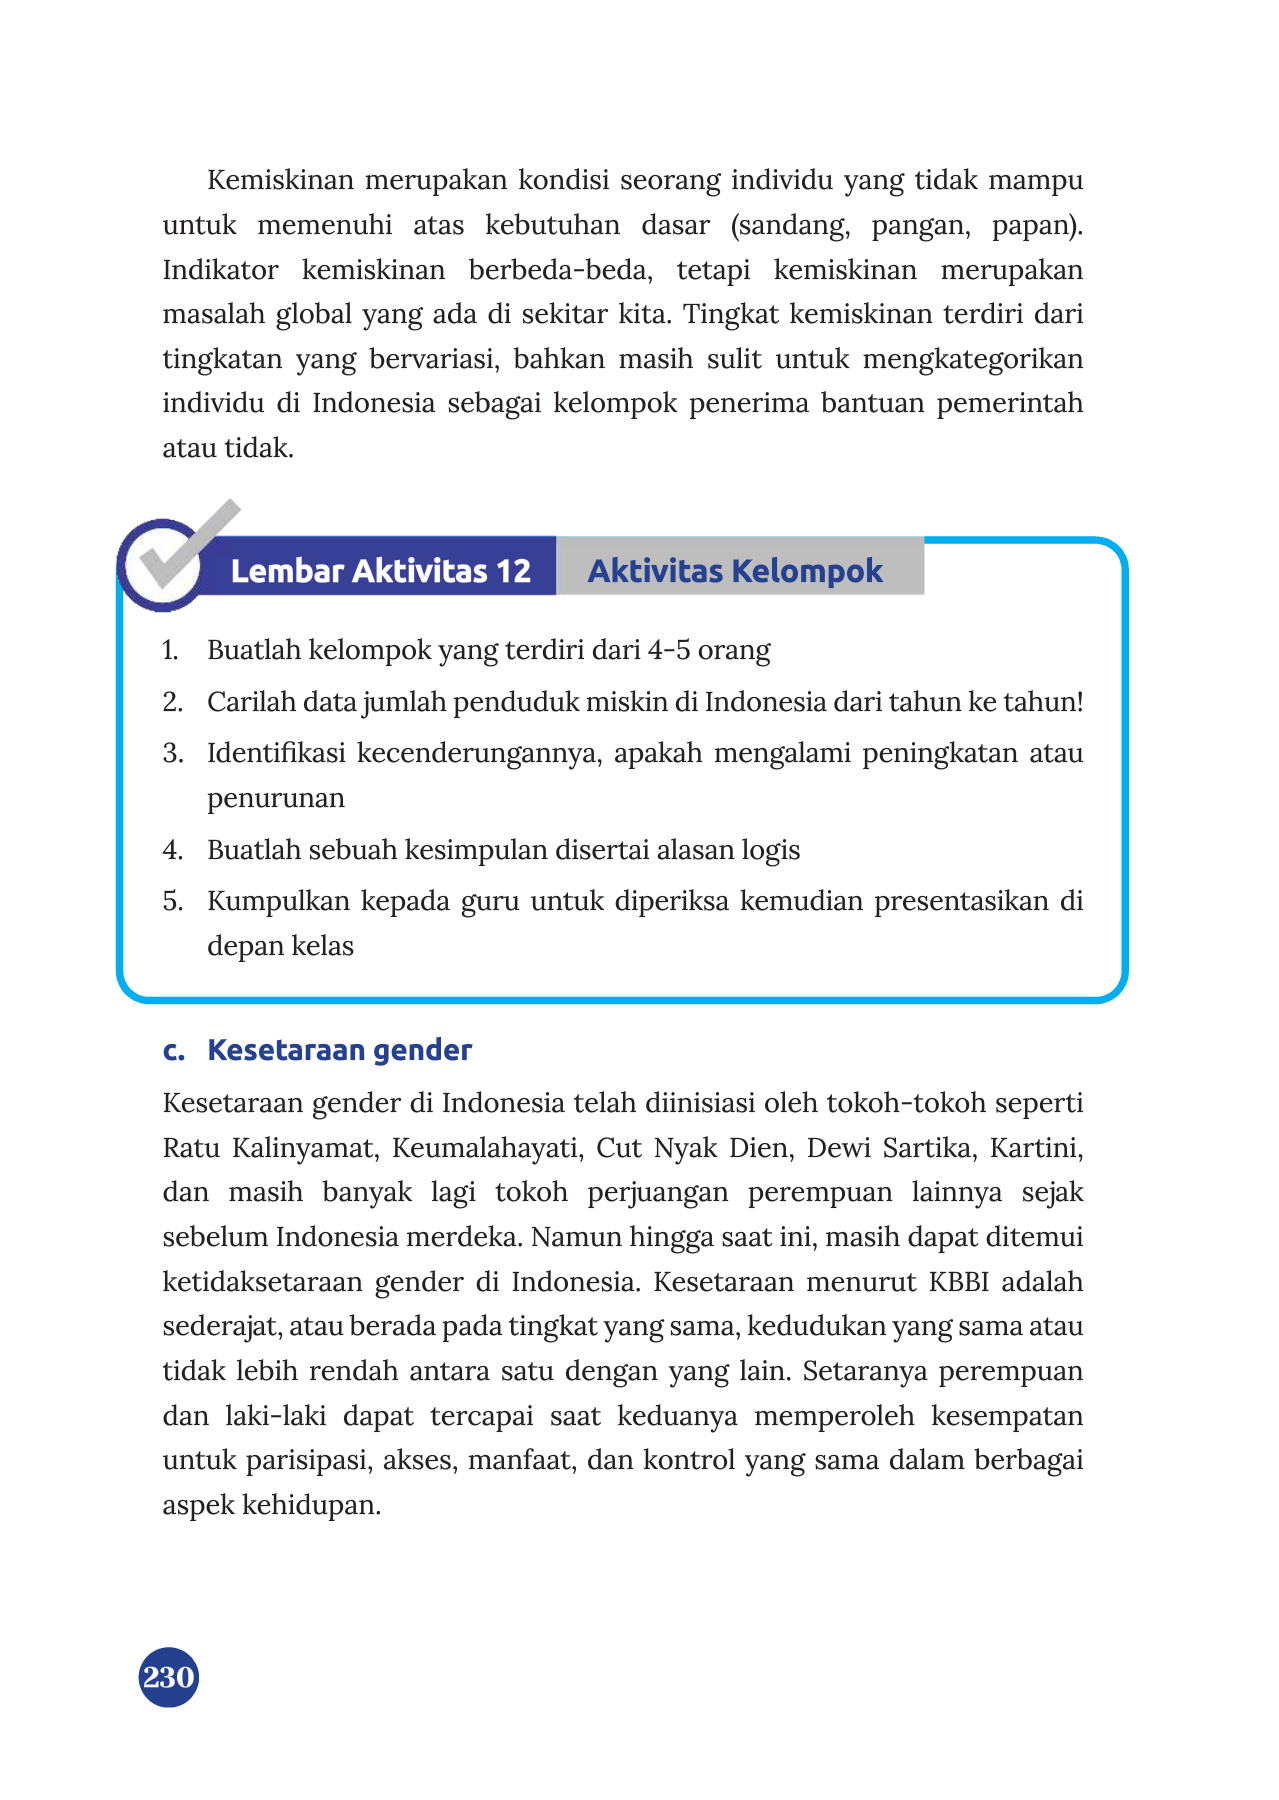 Kemiskinan merupakan kondisi seorang individu yang tidak mampu
untuk memenuhi atas kebutuhan dasar (sandang, pangan, papan).
Indikator kemiskinan berbeda-beda, tetapi kemiskinan merupakan
masalah global yang ada di sekitar kita. Tingkat kemiskinan terdiri dari
tingkatan yang bervariasi, bahkan masih sulit untuk mengkategorikan
individu di Indonesia sebagai kelompok penerima bantuan pemerintah
atau tidak.
Lembar Aktivitas 12 Aktivitas Kelompok
1. Buatlah kelompok yang terdiri dari 4-5 orang
2. Carilah data jumlah penduduk miskin di Indonesia dari tahun ke tahun!
3. Identifikasi kecenderungannya, apakah mengalami peningkatan atau
penurunan
4. Buatlah sebuah kesimpulan disertai alasan logis
5. Kumpulkan kepada guru untuk diperiksa kemudian presentasikan di
depan kelas
c. Kesetaraan gender
Kesetaraan gender di Indonesia telah diinisiasi oleh tokoh-tokoh seperti
Ratu Kalinyamat, Keumalahayati, Cut Nyak Dien, Dewi Sartika, Kartini,
dan masih banyak lagi tokoh perjuangan perempuan lainnya sejak
sebelum Indonesia merdeka. Namun hingga saat ini, masih dapat ditemui
ketidaksetaraan gender di Indonesia. Kesetaraan menurut KBBI adalah
sederajat, atau berada pada tingkat yang sama, kedudukan yang sama atau
tidak lebih rendah antara satu dengan yang lain. Setaranya perempuan
dan laki-laki dapat tercapai saat keduanya memperoleh kesempatan
untuk parisipasi, akses, manfaat, dan kontrol yang sama dalam berbagai
aspek kehidupan.
230